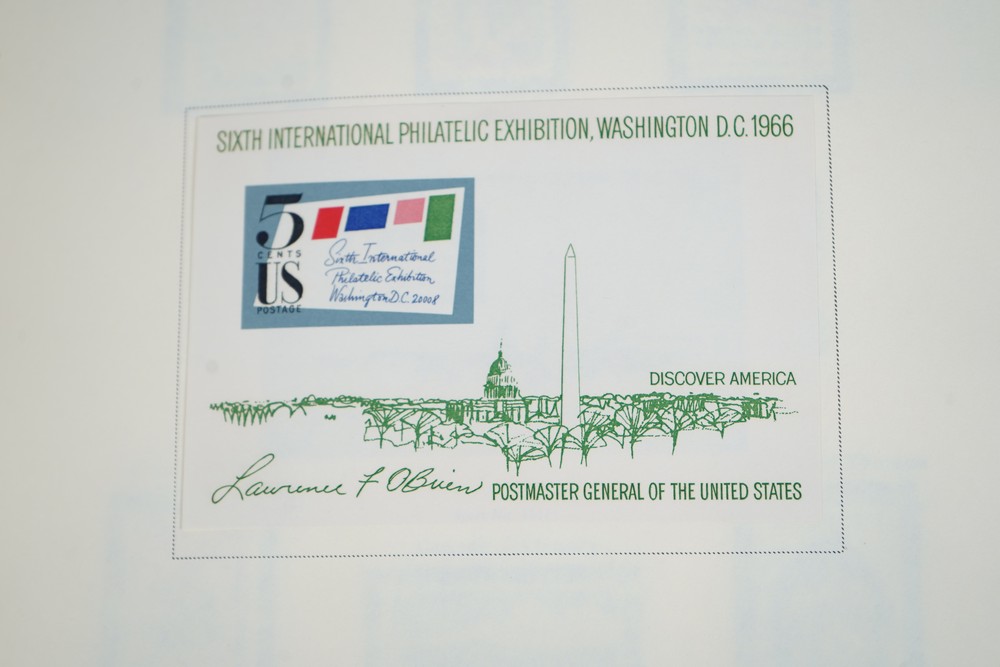 SIXTH INTERNATIONAL PHILATELIC EXHIBITION, WASHINGTON D.C. 1966
5
CENTS
US
POSTAGE
Sixth International
Philatelic Exhibition
Washington D.C. 20008
DISCOVER AMERICA
Lawrence F O'Brien POSTMASTER GENERAL OF THE UNITED STATES